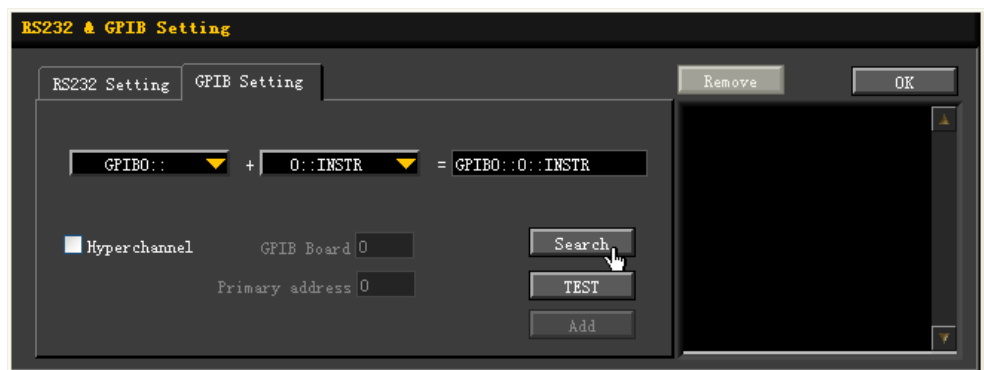 RS232 & GPIB Setting
RS232 Setting GPIB Setting
Remove OK
GPIB0:: + 0::INSTR = GPIB0::0::INSTR
Hyperchannel GPIB Board 0 Search
Primary address 0 TEST
Add